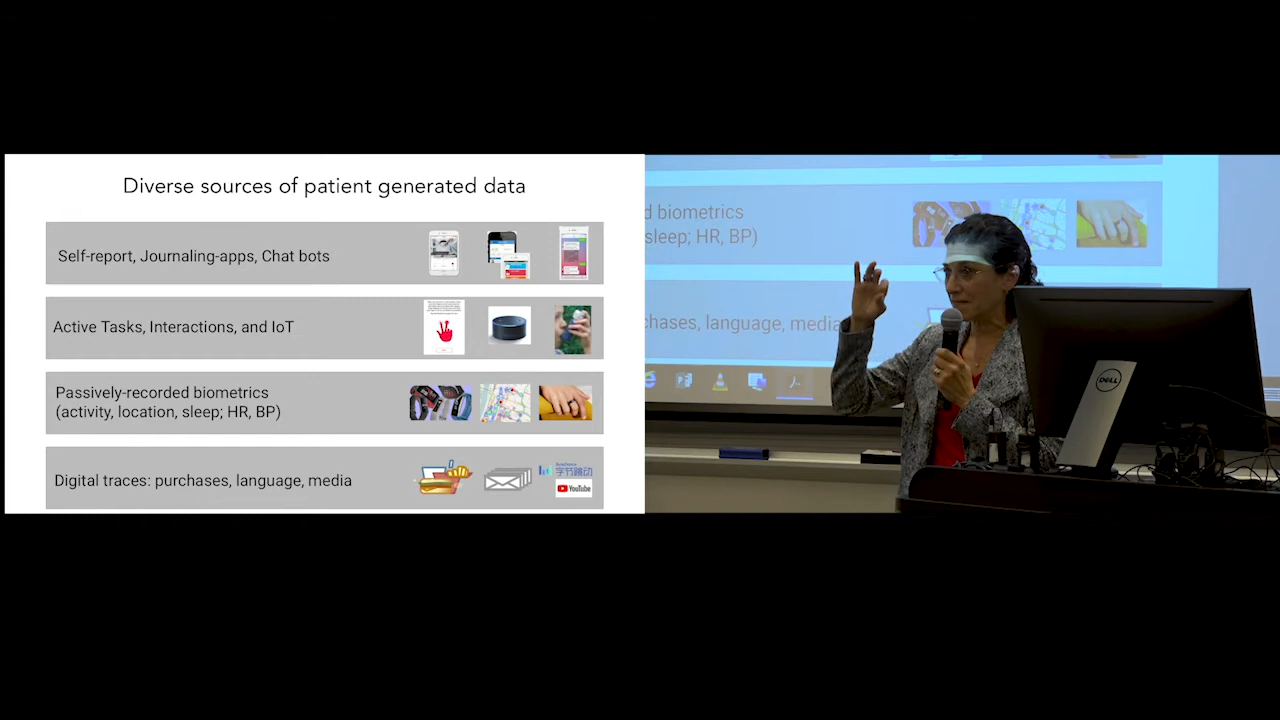 Diverse sources of patient generated data
Self-report, Journaling-apps, Chat bots
Active Tasks, Interactions, and IoT
Passively-recorded biometrics
(activity, location, sleep; HR, BP)
Digital traces: purchases, language, media
ByteDance
字节跳动
YouTube
d biometrics
sleep; HR, BP)
chases, language, media
DELL